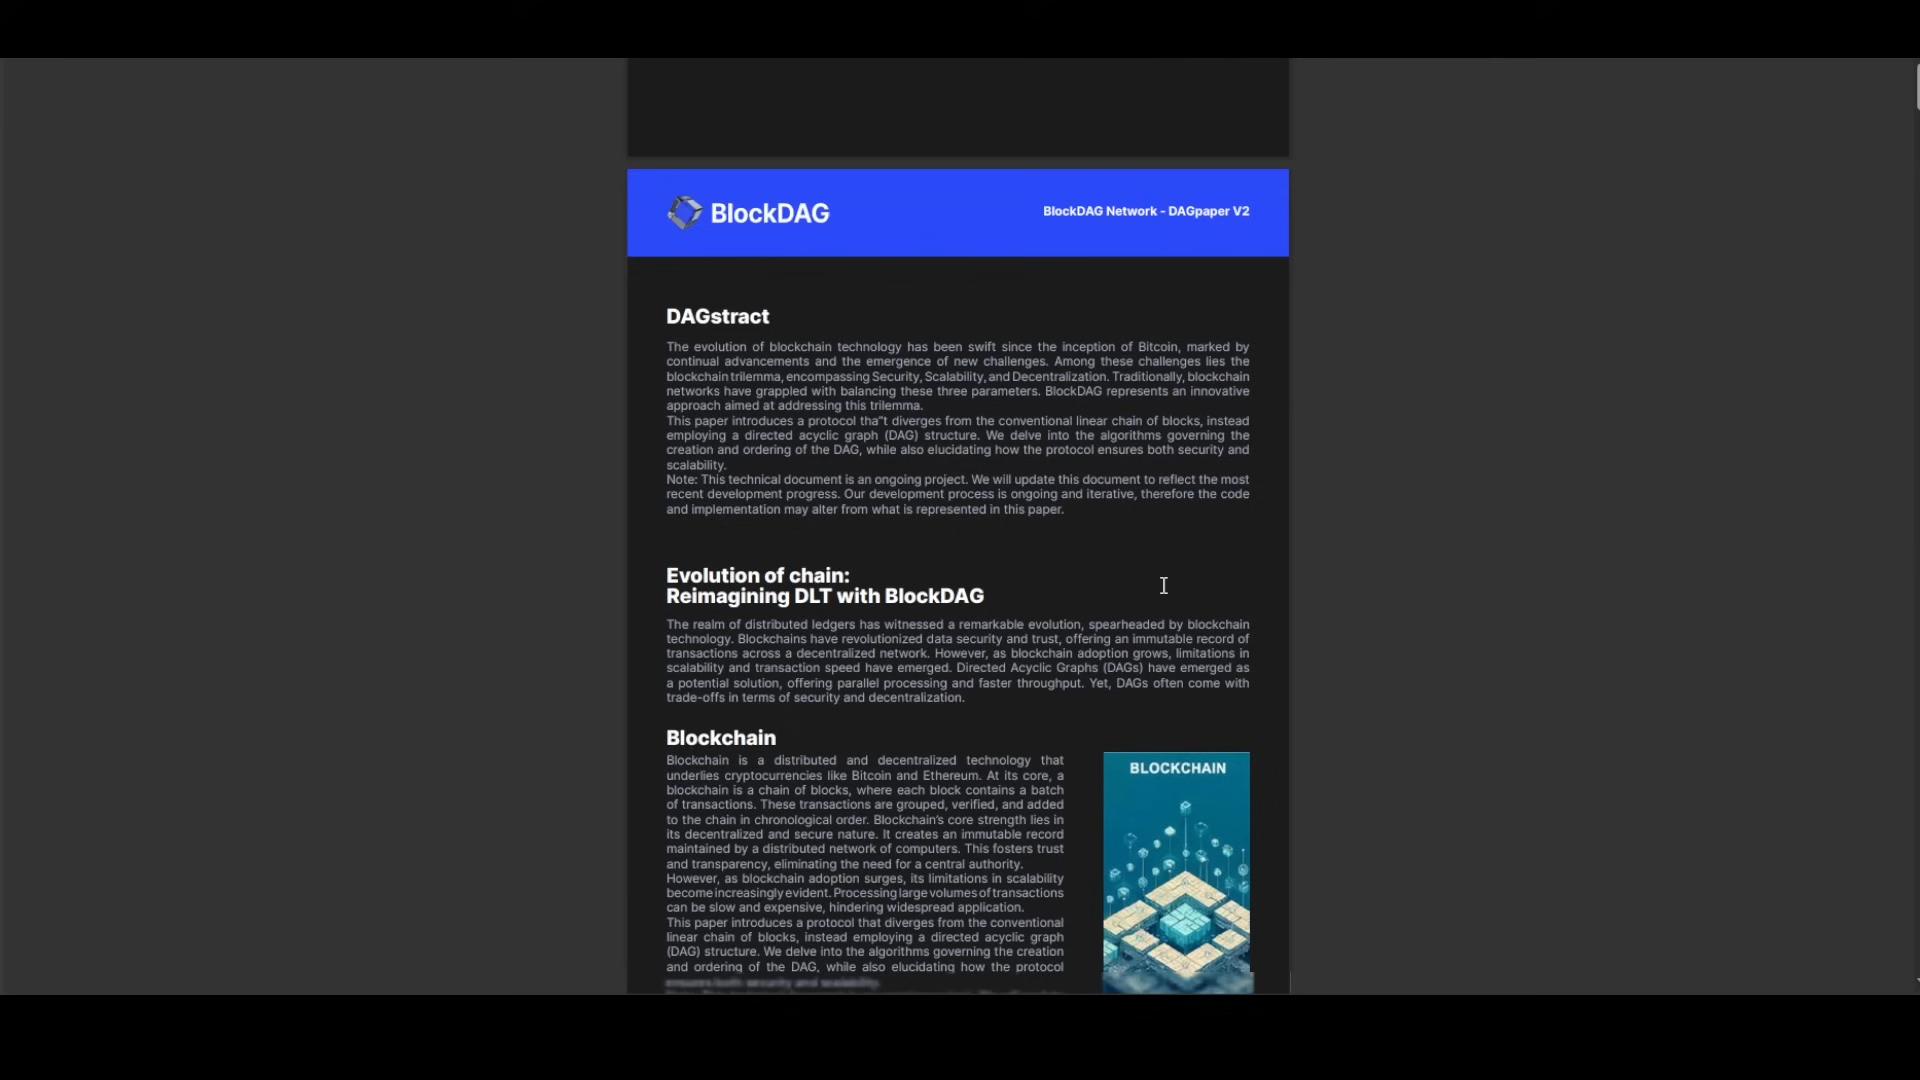 BlockDAG
BlockDAG Network - DAGpaper V2
DAGstract
The evolution of blockchain technology has been swift since the inception of Bitcoin, marked by
continual advancements and the emergence of new challenges. Among these challenges lies the
blockchain trilemma, encompassing Security, Scalability, and Decentralization. Traditionally, blockchain
networks have grappled with balancing these three parameters. BlockDAG represents an innovative
approach aimed at addressing this trilemma.
This paper introduces a protocol tha"t diverges from the conventional linear chain of blocks, instead
employing a directed acyclic graph (DAG) structure. We delve into the algorithms governing the
creation and ordering of the DAG, while also elucidating how the protocol ensures both security and
scalability.
Note: This technical document is an ongoing project. We will update this document to reflect the most
recent development progress. Our development process is ongoing and iterative, therefore the code
and implementation may alter from what is represented in this paper.
Evolution of chain:
Reimagining DLT with BlockDAG
The realm of distributed ledgers has witnessed a remarkable evolution, spearheaded by blockchain
technology. Blockchains have revolutionized data security and trust, offering an immutable record of
transactions across a decentralized network. However, as blockchain adoption grows, limitations in
scalability and transaction speed have emerged. Directed Acyclic Graphs (DAGs) have emerged as
a potential solution, offering parallel processing and faster throughput. Yet, DAGs often come with
trade-offs in terms of security and decentralization.
Blockchain
Blockchain is a distributed and decentralized technology that
underlies cryptocurrencies like Bitcoin and Ethereum. At its core, a
blockchain is a chain of blocks, where each block contains a batch
of transactions. These transactions are grouped, verified, and added
to the chain in chronological order. Blockchain's core strength lies in
its decentralized and secure nature. It creates an immutable record
maintained by a distributed network of computers. This fosters trust
and transparency, eliminating the need for a central authority.
However, as blockchain adoption surges, its limitations in scalability
become increasingly evident. Processing large volumes of transactions
can be slow and expensive, hindering widespread application.
This paper introduces a protocol that diverges from the conventional
linear chain of blocks, instead employing a directed acyclic graph
(DAG) structure. We delve into the algorithms governing the creation
and ordering of the DAG, while also elucidating how the protocol
ensures both security and scalability.
BLOCKCHAIN